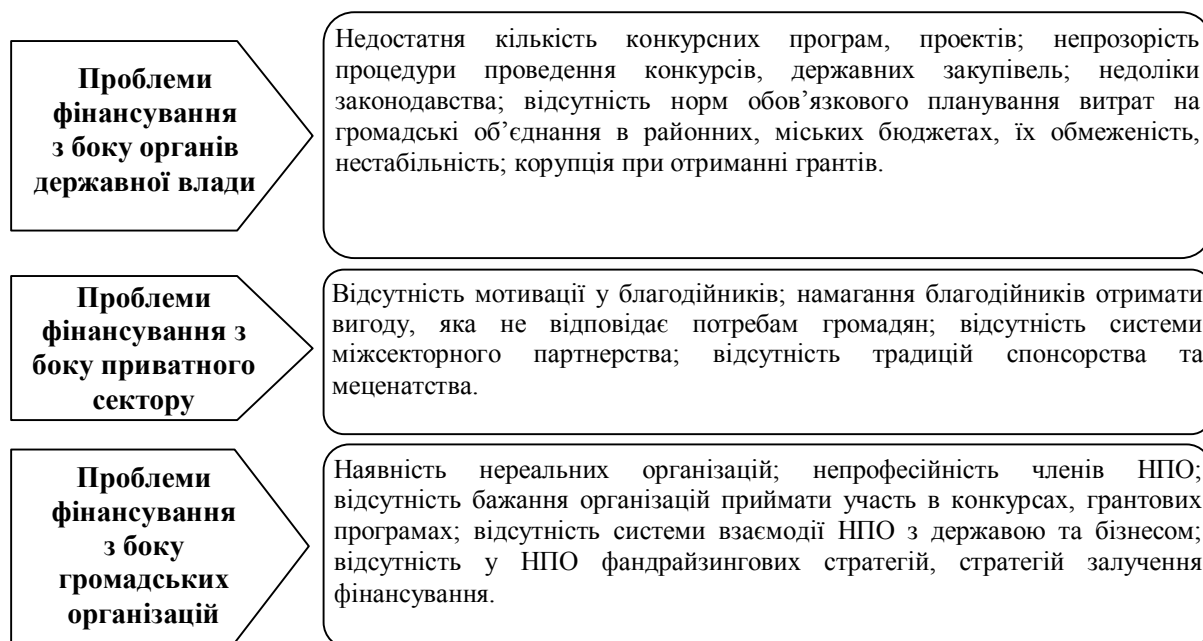 Проблеми
фінансування
з боку органів
державної влади
Недостатня кількість конкурсних програм, проектів; непрозорість
процедури проведення конкурсів, державних закупівель; недоліки
законодавства; відсутність норм обов’язкового планування витрат на
громадські об’єднання в районних, міських бюджетах, їх обмеженість,
нестабільність; корупція при отриманні грантів.
Проблеми
фінансування з
боку приватного
сектору
Відсутність мотивації у благодійників; намагання благодійників отримати
вигоду, яка не відповідає потребам громадян; відсутність системи
міжсекторного партнерства; відсутність традицій спонсорства та
меценатства.
Проблеми
фінансування
з боку
громадських
організацій
Наявність нереальних організацій; непрофесійність членів НПО;
відсутність бажання організацій приймати участь в конкурсах, грантових
програмах; відсутність системи взаємодії НПО з державою та бізнесом;
відсутність у НПО фандрайзингових стратегій, стратегій залучення
фінансування.